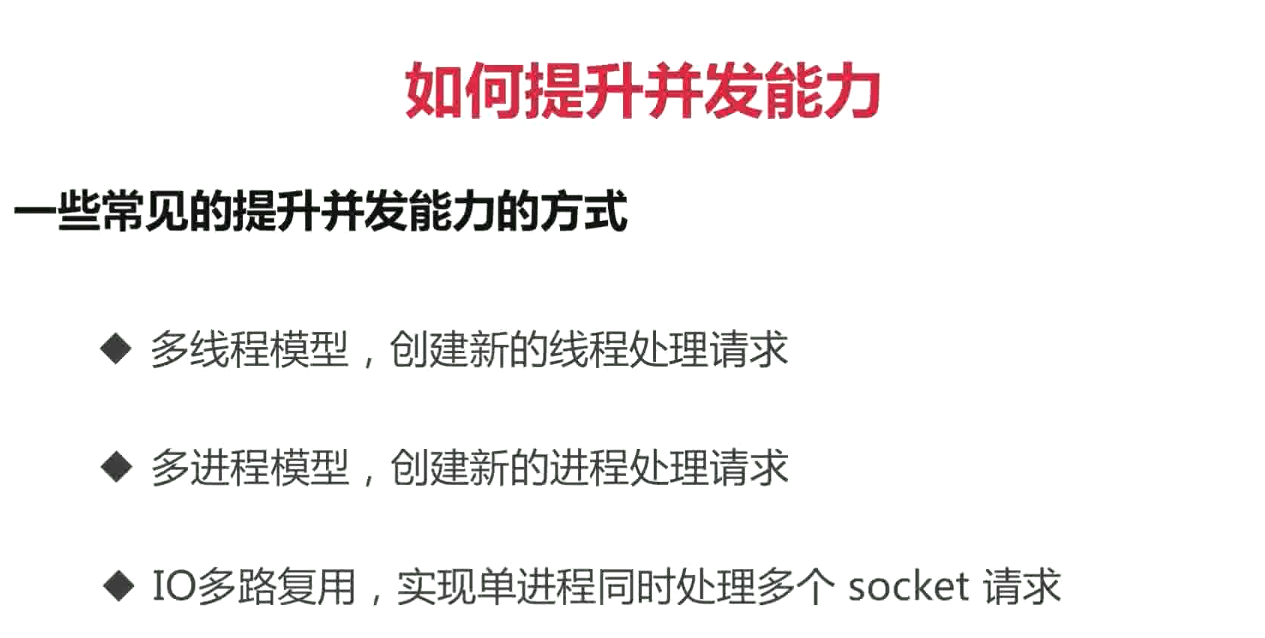 如何提升并发能力
一些常见的提升并发能力的方式
◆ 多线程模型，创建新的线程处理请求
◆ 多进程模型，创建新的进程处理请求
◆ IO多路复用，实现单进程同时处理多个 socket 请求